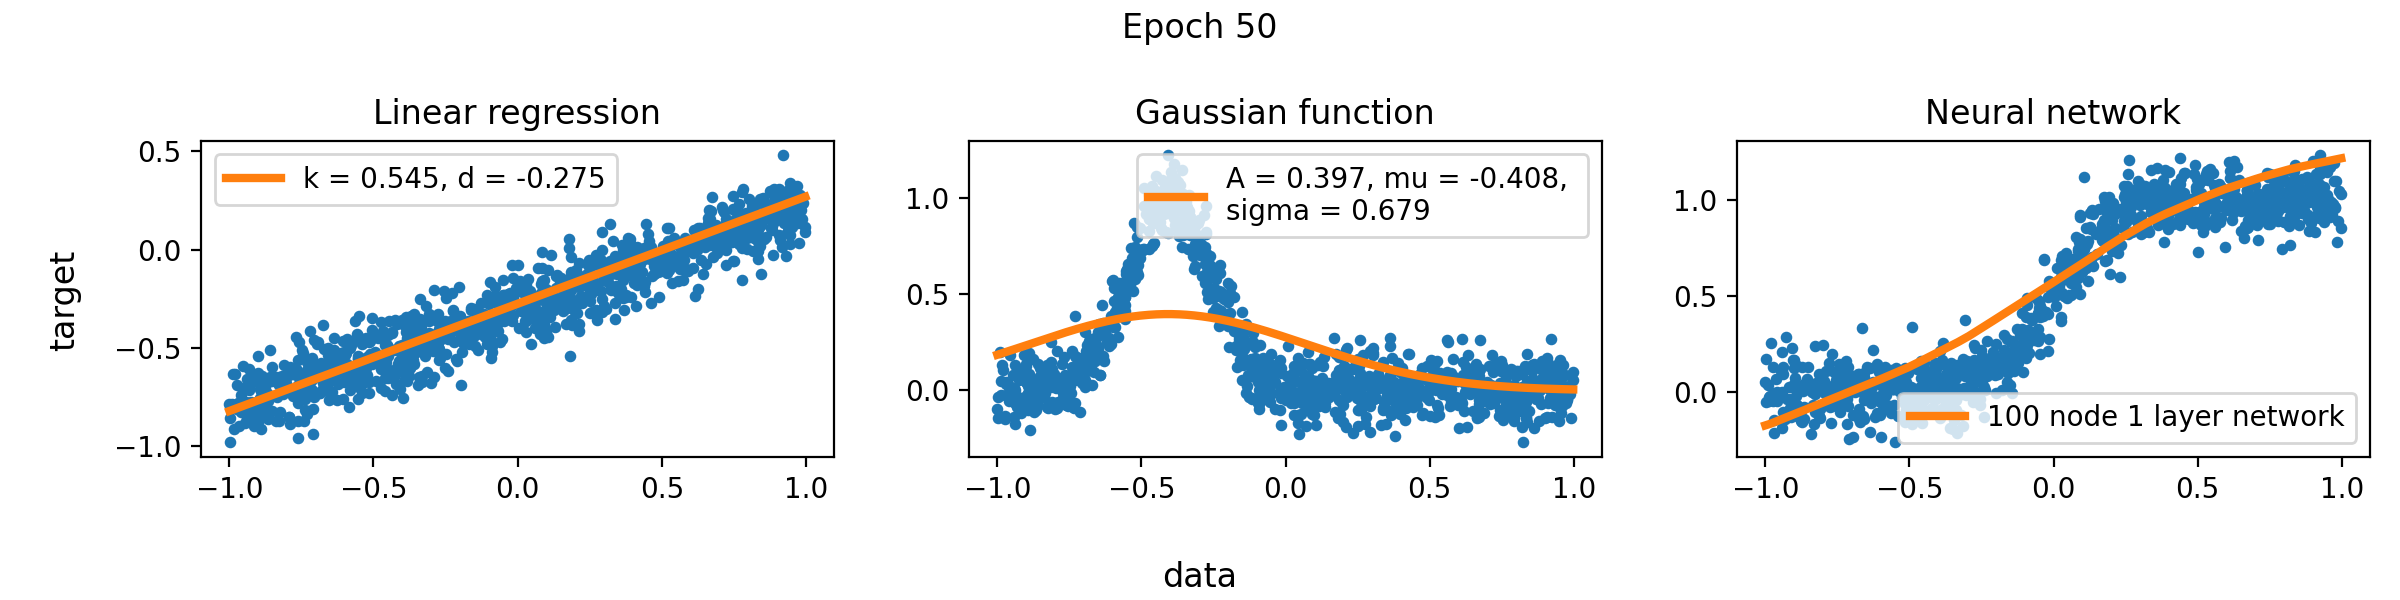 Epoch 50
Linear regression
Gaussian function
Neural network
target
0.5
0.0
−0.5
−1.0
k = 0.545, d = -0.275
−1.0 −0.5 0.0 0.5 1.0
1.0
0.5
0.0
A = 0.397, mu = -0.408,
sigma = 0.679
−1.0 −0.5 0.0 0.5 1.0
1.0
0.5
0.0
100 node 1 layer network
−1.0 −0.5 0.0 0.5 1.0
data